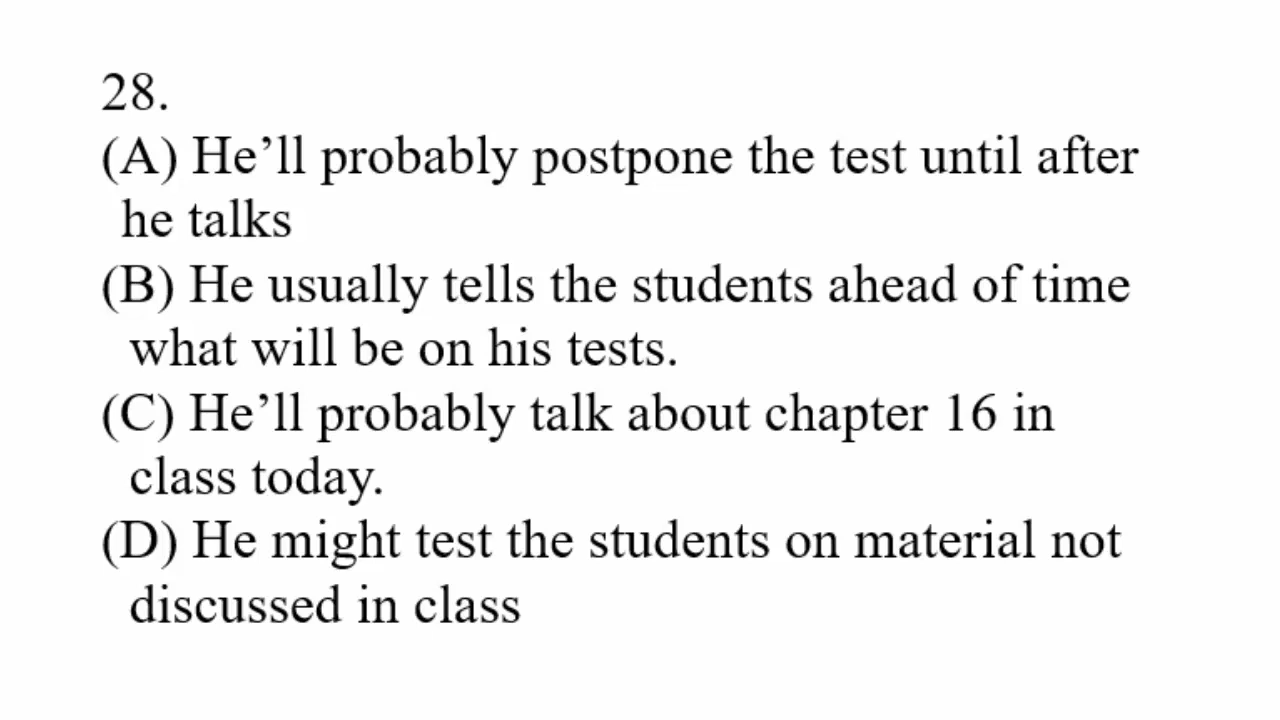 28.
(A) He’ll probably postpone the test until after
he talks
(B) He usually tells the students ahead of time
what will be on his tests.
(C) He’ll probably talk about chapter 16 in
class today.
(D) He might test the students on material not
discussed in class